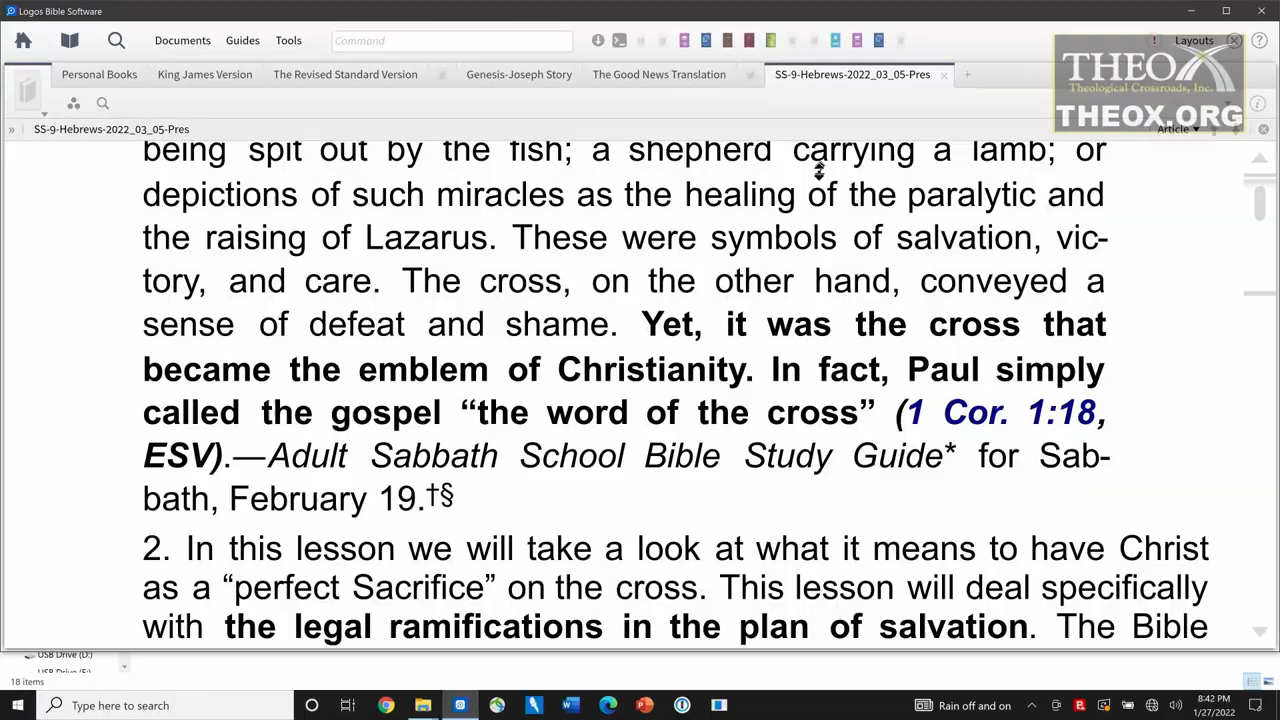 Logos Bible Software
Documents Guides Tools Command Layouts
THEOX
Theological Crossroads, Inc.
THEOX.ORG
Personal Books King James Version The Revised Standard Version Genesis-Joseph Story The Good News Translation SS-9-Hebrews-2022_03_05-Pres
SS-9-Hebrews-2022_03_05-Pres Article
being spit out by the fish; a shepherd carrying a lamb; or
depictions of such miracles as the healing of the paralytic and
the raising of Lazarus. These were symbols of salvation, vic-
tory, and care. The cross, on the other hand, conveyed a
sense of defeat and shame. Yet, it was the cross that
became the emblem of Christianity. In fact, Paul simply
called the gospel “the word of the cross” (1 Cor. 1:18,
ESV).—Adult Sabbath School Bible Study Guide* for Sab-
bath, February 19.†§
2. In this lesson we will take a look at what it means to have Christ
as a “perfect Sacrifice” on the cross. This lesson will deal specifically
with the legal ramifications in the plan of salvation. The Bible
USB Drive (D:)
18 items
Type here to search Rain off and on 8:42 PM
1/27/2022